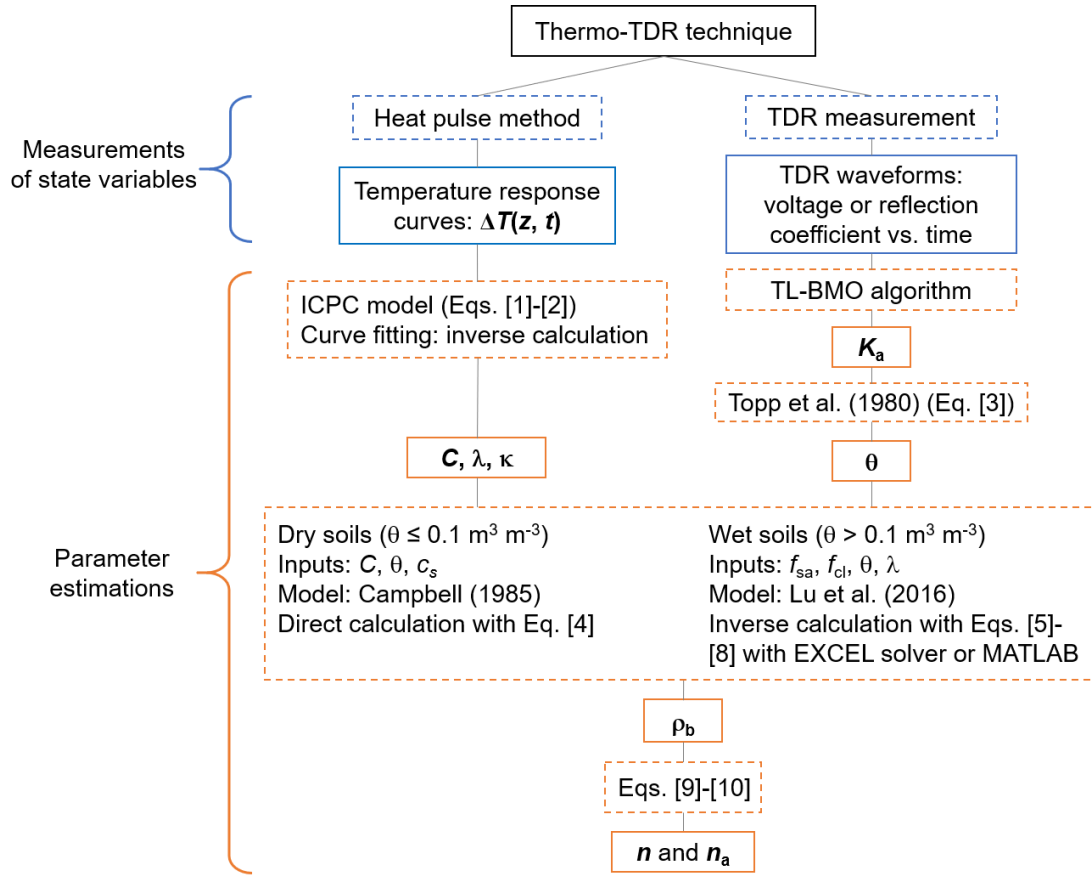 Thermo-TDR technique
Heat pulse method
TDR measurement
Measurements
of state variables
Temperature response
curves: ΔT(z, t)
TDR waveforms:
voltage or reflection
coefficient vs. time
ICPC model (Eqs. [1]-[2])
Curve fitting: inverse calculation
TL-BMO algorithm
Kₐ
Topp et al. (1980) (Eq. [3])
C, λ, κ
θ
Parameter
estimations
Dry soils (θ ≤ 0.1 m³ m⁻³)
Inputs: C, θ, cₛ
Model: Campbell (1985)
Direct calculation with Eq. [4]
Wet soils (θ > 0.1 m³ m⁻³)
Inputs: f_sa, f_cl, θ, λ
Model: Lu et al. (2016)
Inverse calculation with Eqs. [5]-
[8] with EXCEL solver or MATLAB
ρ_b
Eqs. [9]-[10]
n and nₐ